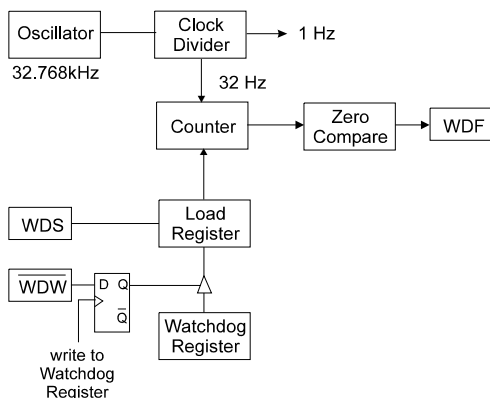 Oscillator
32.768kHz
Clock
Divider
1 Hz
32 Hz
Counter
Zero
Compare
WDF
WDS
Load
Register
WDW
D Q
Q
Watchdog
Register
write to
Watchdog
Register